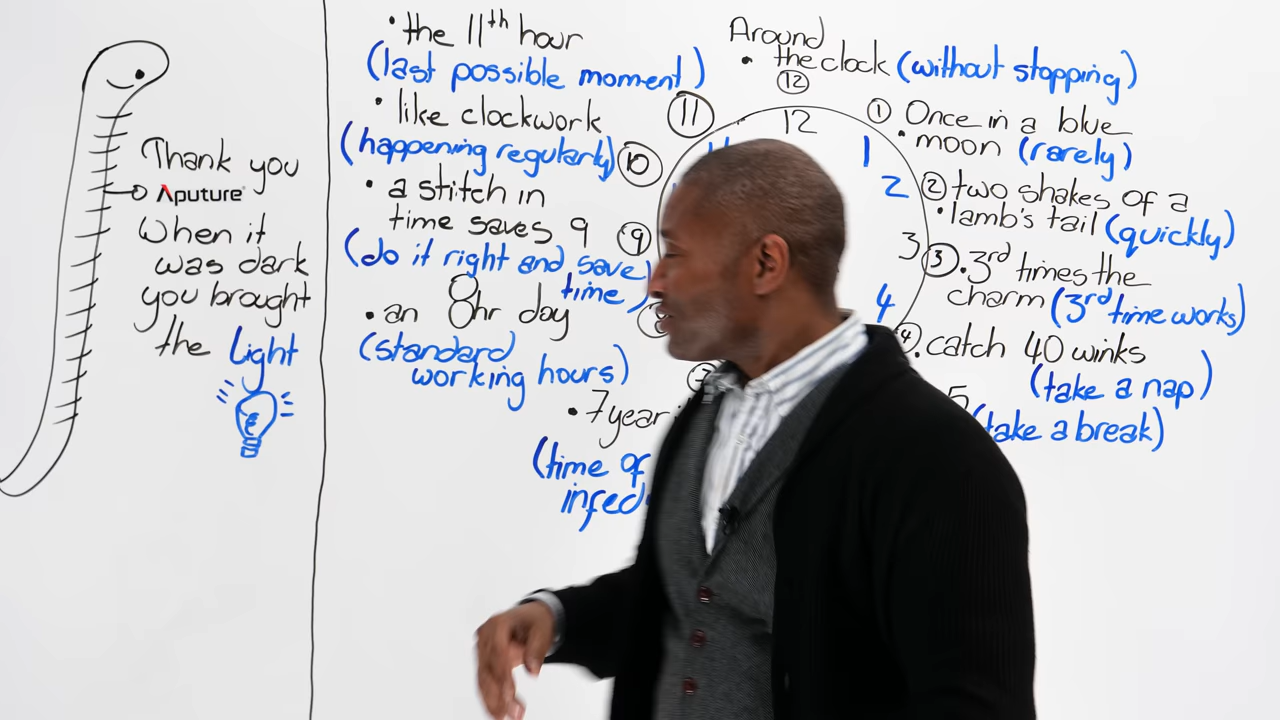 Thank you
Aputure
When it
was dark
you brought
the Light
• the 11th hour
(last possible moment)
• like clockwork
(happening regularly)
• a stitch in
time saves 9
(do it right and save
time)
• an 8hr day
(standard
working hours)
• 7 year
(time of
Around
• the clock (without stopping)
12
11
10
9
12
1
2
3
4
1 Once in a blue
• moon (rarely)
2 two shakes of a
• lamb's tail (quickly)
3 . 3rd times the
charm (3rd time works)
4 . catch 40 winks
(take a nap)
5
(take a break)